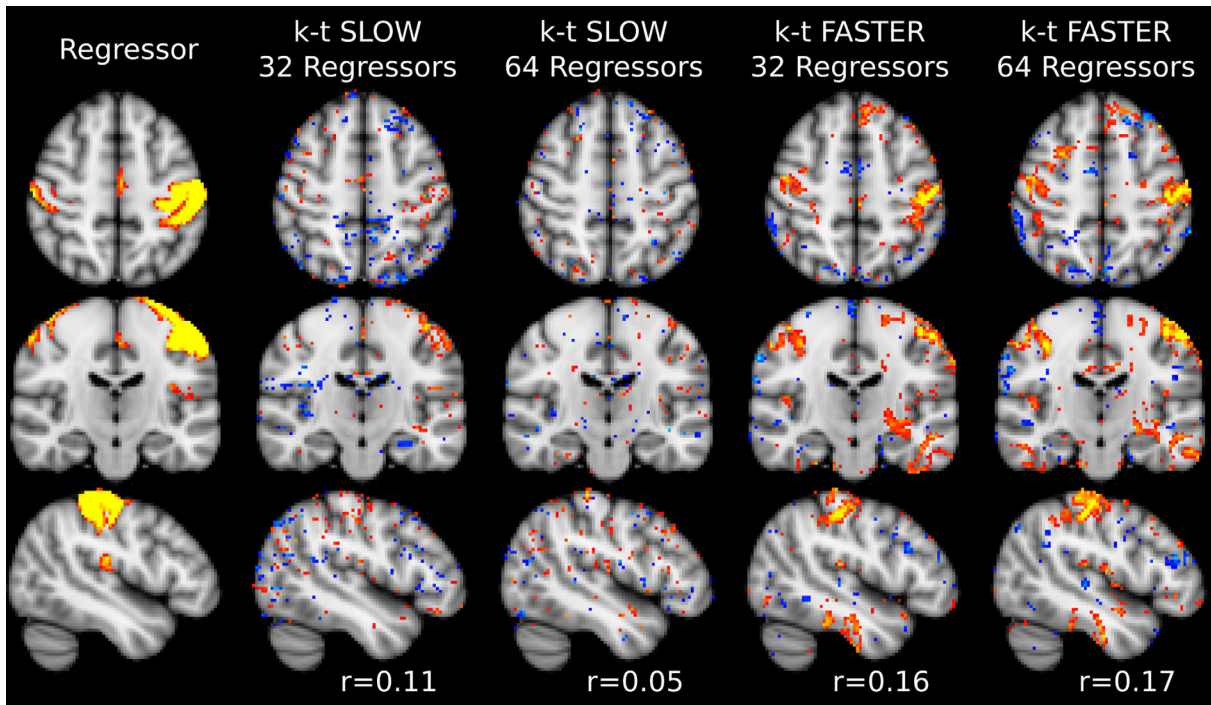 Regressor
k-t SLOW
32 Regressors
k-t SLOW
64 Regressors
k-t FASTER
32 Regressors
k-t FASTER
64 Regressors
r=0.11
r=0.05
r=0.16
r=0.17